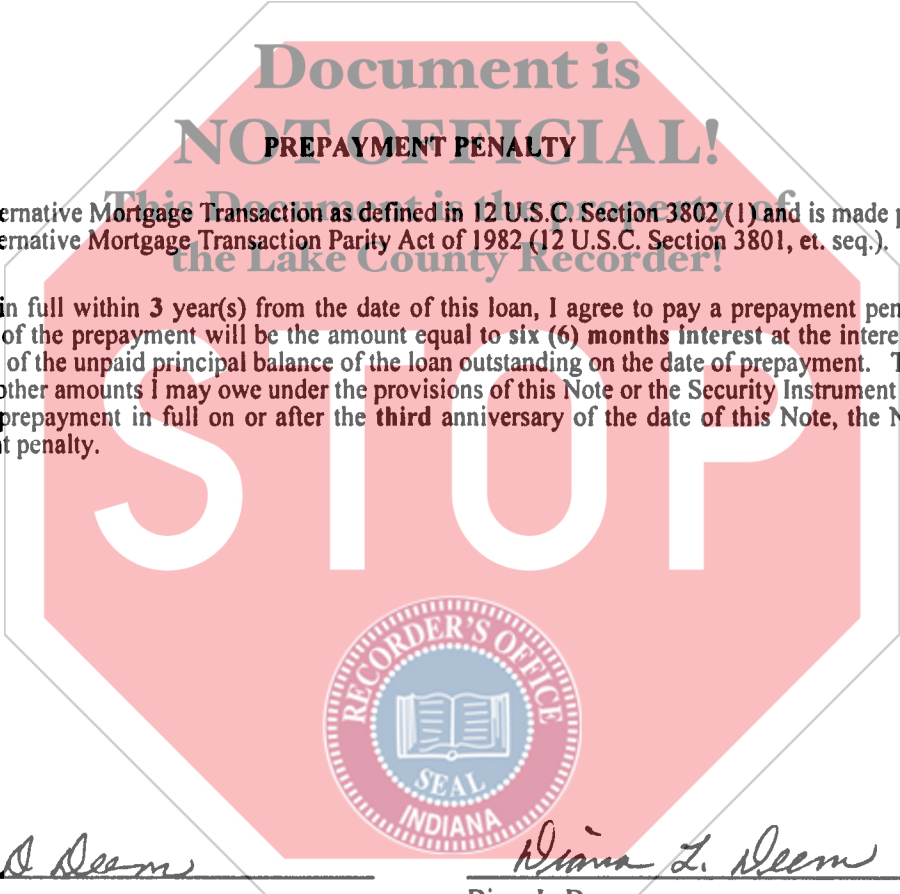 Document is
NOT OFFICIAL!
PREPAYMENT PENALTY
This Document is the property of
ernative Mortgage Transaction as defined in 12 U.S.C. Section 3802 (1) and is made p
ernative Mortgage Transaction Parity Act of 1982 (12 U.S.C. Section 3801, et. seq.).
the Lake County Recorder!
in full within 3 year(s) from the date of this loan, I agree to pay a prepayment pen
of the prepayment will be the amount equal to six (6) months interest at the intere
of the unpaid principal balance of the loan outstanding on the date of prepayment. T
other amounts I may owe under the provisions of this Note or the Security Instrument
prepayment in full on or after the third anniversary of the date of this Note, the N
t penalty.
STOP
RECORDER'S OFFICE
SEAL
INDIANA
D Deem
Diana L. Deem